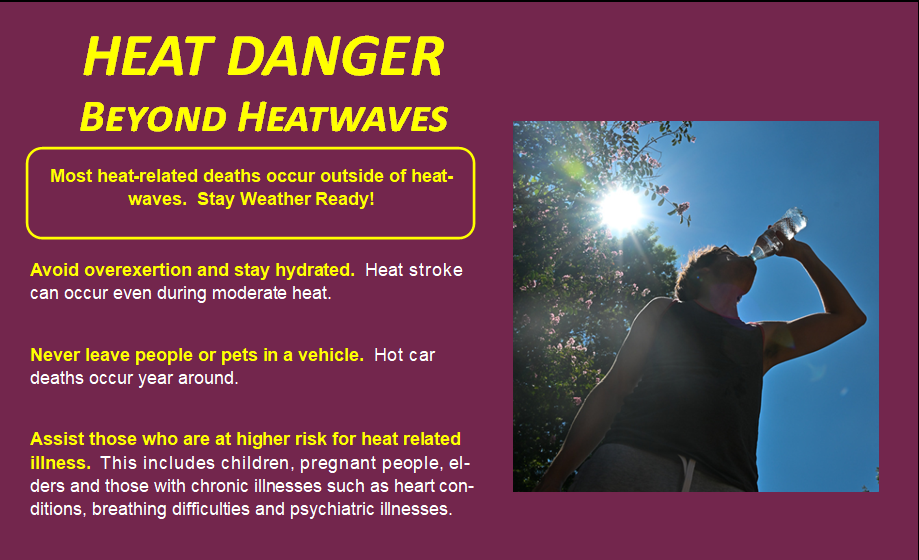 HEAT DANGER
BEYOND HEATWAVES
Most heat-related deaths occur outside of heat-
waves.  Stay Weather Ready!
Avoid overexertion and stay hydrated.  Heat stroke
can occur even during moderate heat.
Never leave people or pets in a vehicle.  Hot car
deaths occur year around.
Assist those who are at higher risk for heat related
illness.  This includes children, pregnant people, el-
ders and those with chronic illnesses such as heart con-
ditions, breathing difficulties and psychiatric illnesses.